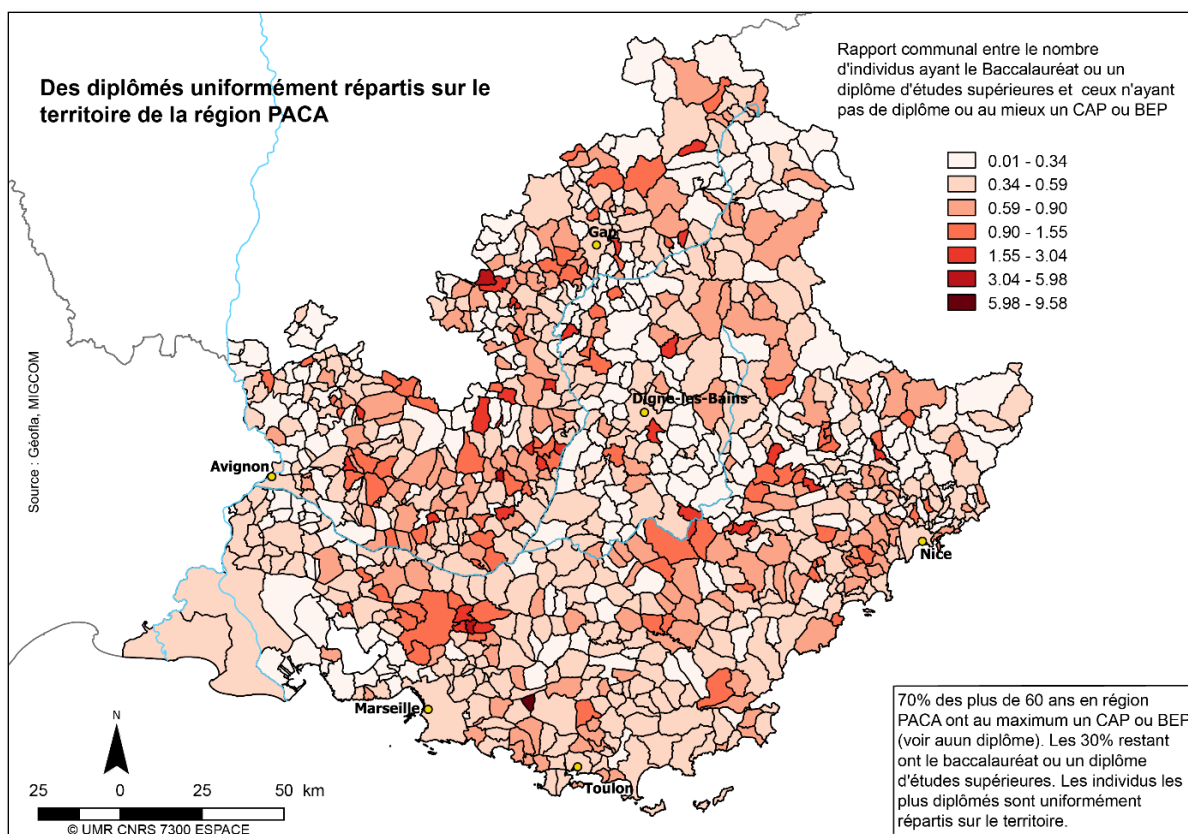 Des diplômés uniformément répartis sur le
territoire de la région PACA
Rapport communal entre le nombre
d'individus ayant le Baccalauréat ou un
diplôme d'études supérieures et ceux n'ayant
pas de diplôme ou au mieux un CAP ou BEP
0.01 - 0.34
0.34 - 0.59
0.59 - 0.90
0.90 - 1.55
1.55 - 3.04
3.04 - 5.98
5.98 - 9.58
Gap
Digne-les-Bains
Avignon
Nice
Marseille
Toulon
Source : Géofla, MIGCOM
N
25 0 25 50 km
© UMR CNRS 7300 ESPACE
70% des plus de 60 ans en région
PACA ont au maximum un CAP ou BEP
(voir auun diplôme). Les 30% restant
ont le baccalauréat ou un diplôme
d'études supérieures. Les individus les
plus diplômés sont uniformément
répartis sur le territoire.